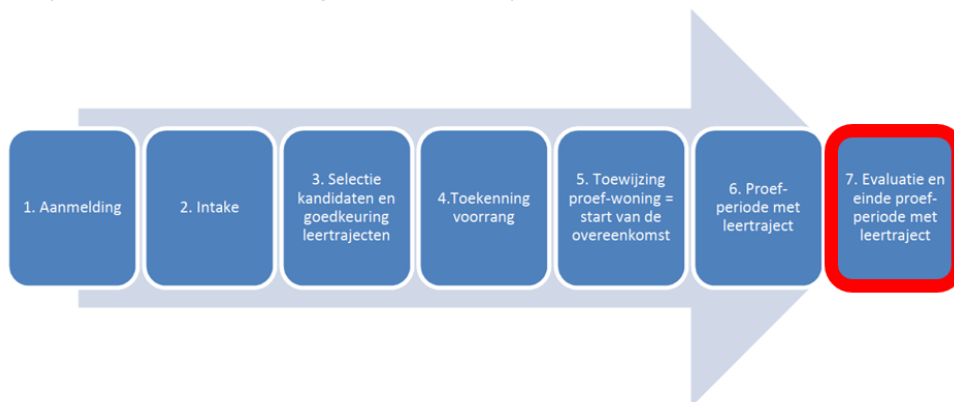 1. Aanmelding
2. Intake
3. Selectie
kandidaten en
goedkeuring
leertrajecten
4.Toekenning
voorrang
5. Toewijzing
proef-woning =
start van de
overeenkomst
6. Proef-
periode met
leertraject
7. Evaluatie en
einde proef-
periode met
leertraject